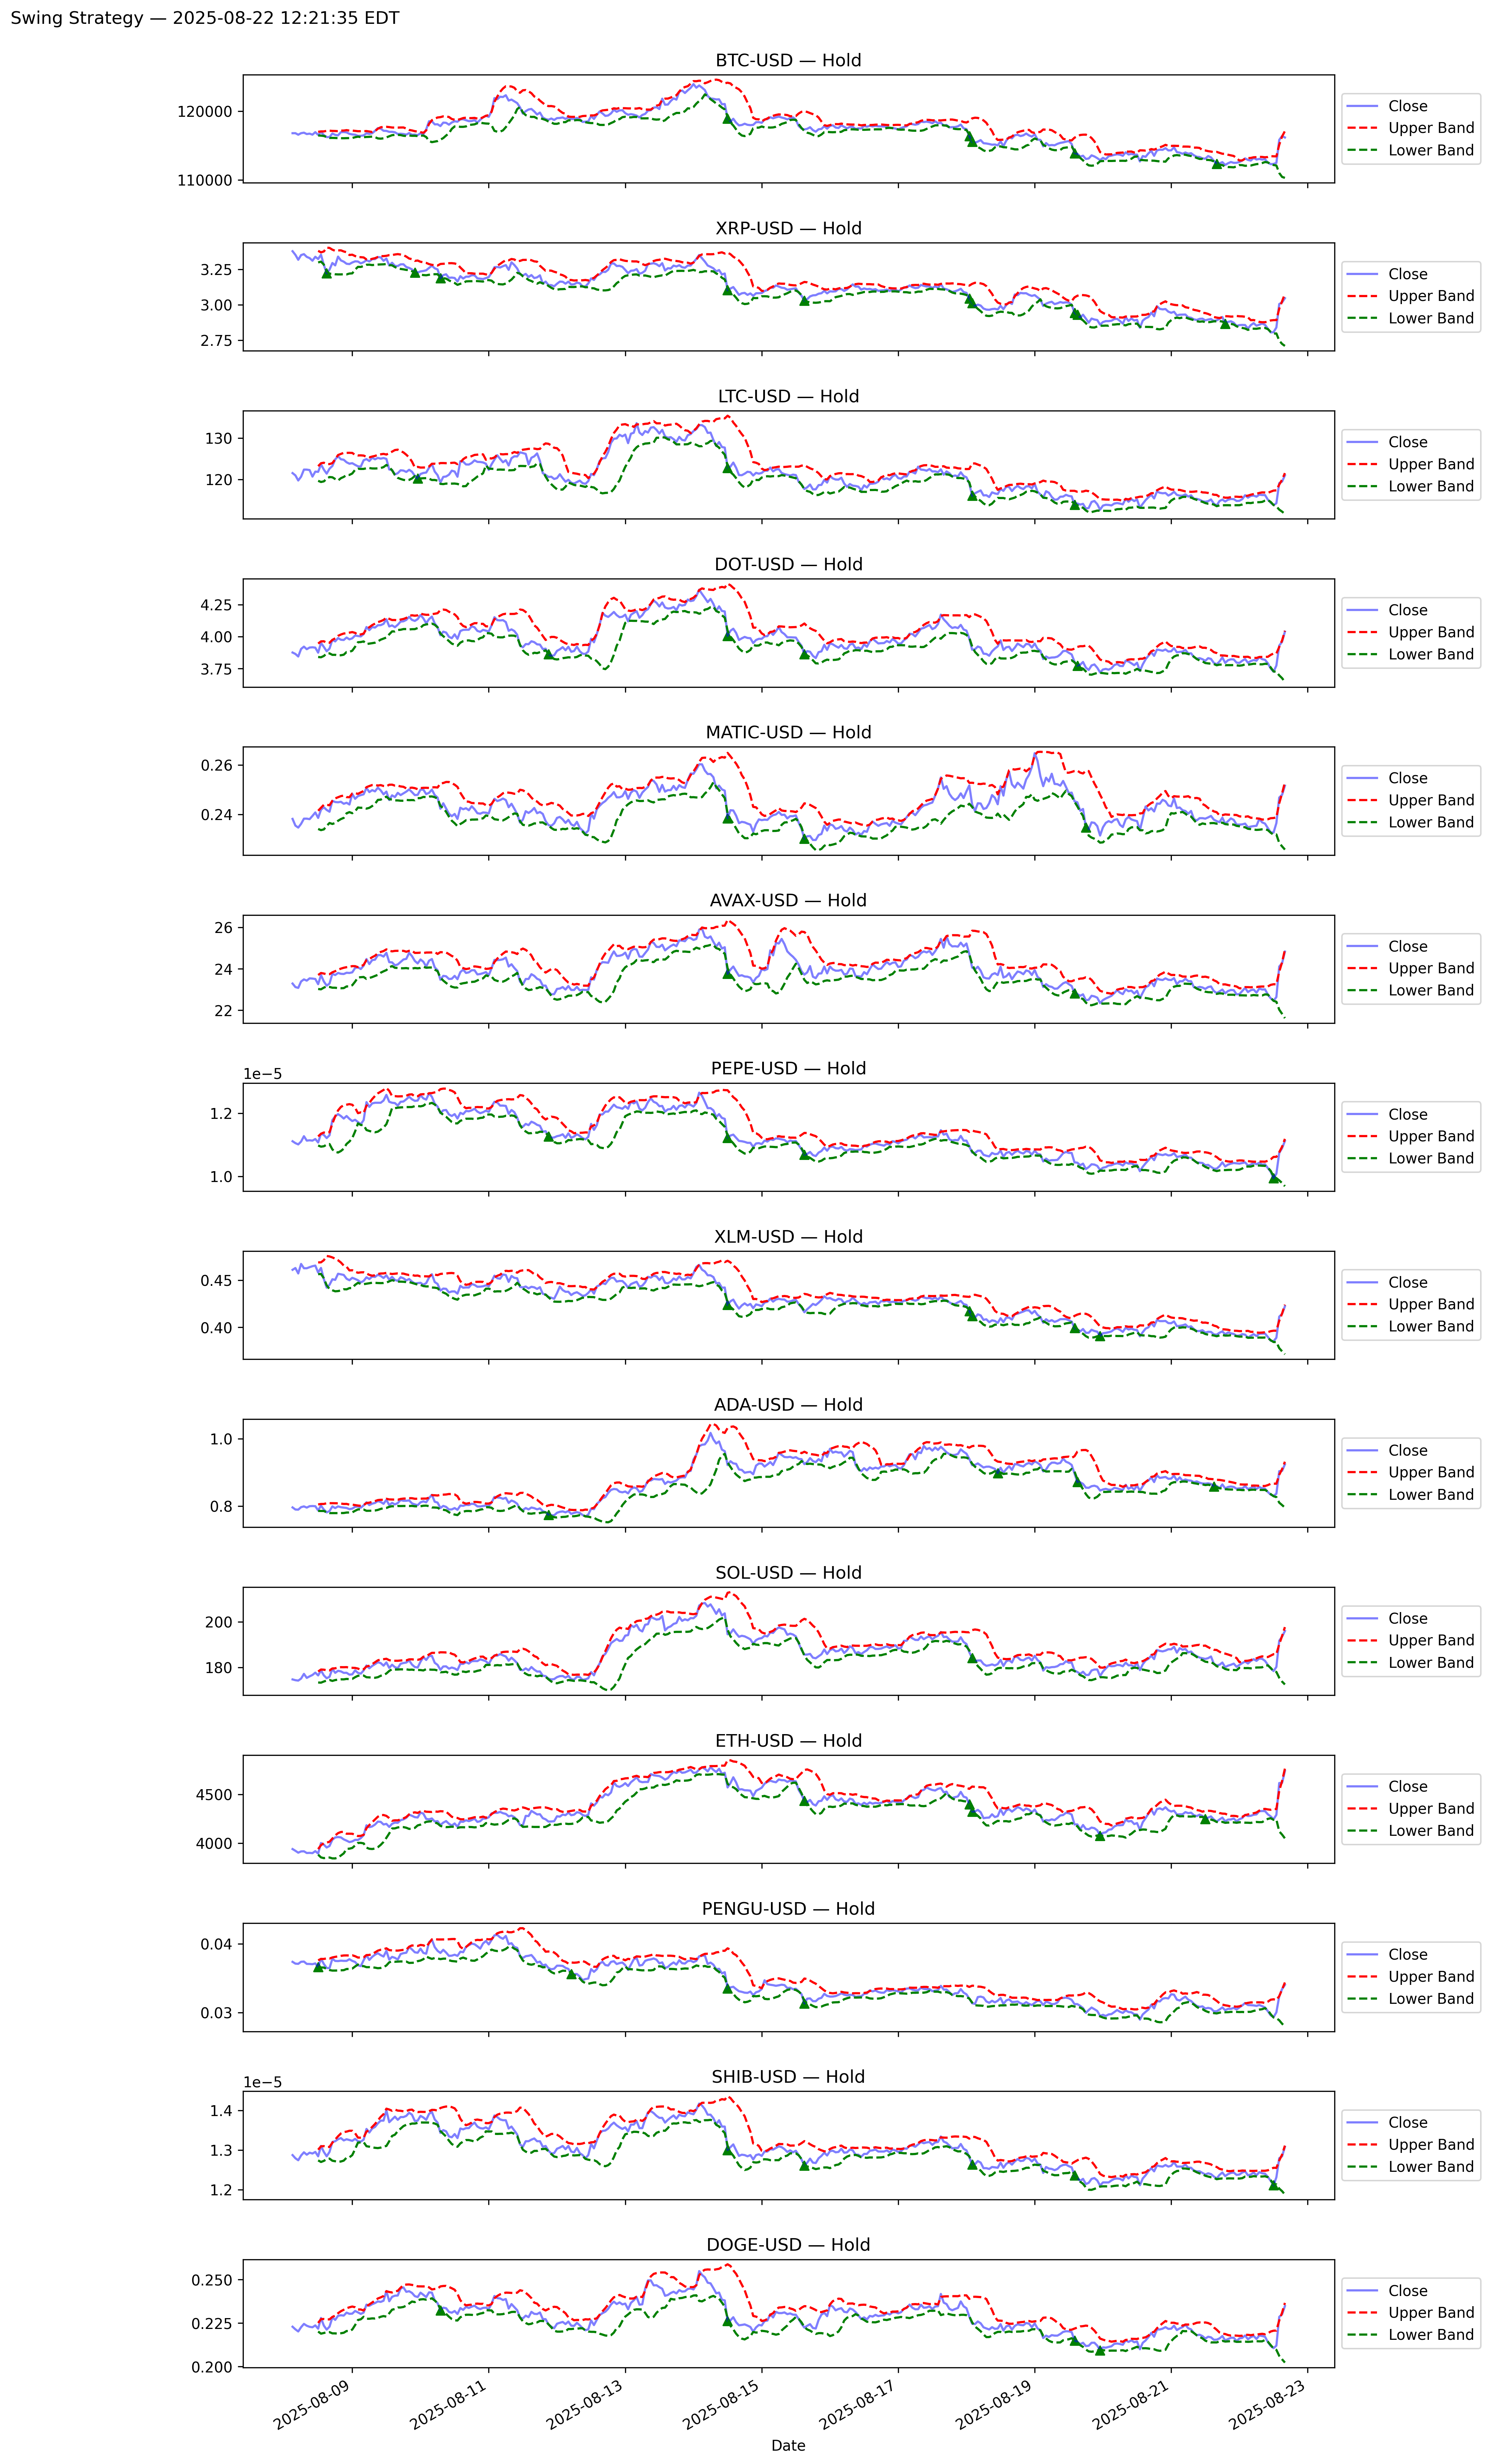 Swing Strategy — 2025-08-22 12:21:35 EDT
BTC-USD — Hold
120000
110000
Close
Upper Band
Lower Band
XRP-USD — Hold
3.25
3.00
2.75
Close
Upper Band
Lower Band
LTC-USD — Hold
130
120
Close
Upper Band
Lower Band
DOT-USD — Hold
4.25
4.00
3.75
Close
Upper Band
Lower Band
MATIC-USD — Hold
0.26
0.24
Close
Upper Band
Lower Band
AVAX-USD — Hold
26
24
22
Close
Upper Band
Lower Band
PEPE-USD — Hold
1e−5
1.2
1.0
Close
Upper Band
Lower Band
XLM-USD — Hold
0.45
0.40
Close
Upper Band
Lower Band
ADA-USD — Hold
1.0
0.8
Close
Upper Band
Lower Band
SOL-USD — Hold
200
180
Close
Upper Band
Lower Band
ETH-USD — Hold
4500
4000
Close
Upper Band
Lower Band
PENGU-USD — Hold
0.04
0.03
Close
Upper Band
Lower Band
SHIB-USD — Hold
1e−5
1.4
1.3
1.2
Close
Upper Band
Lower Band
DOGE-USD — Hold
0.250
0.225
0.200
Close
Upper Band
Lower Band
2025-08-09
2025-08-11
2025-08-13
2025-08-15
2025-08-17
2025-08-19
2025-08-21
2025-08-23
Date